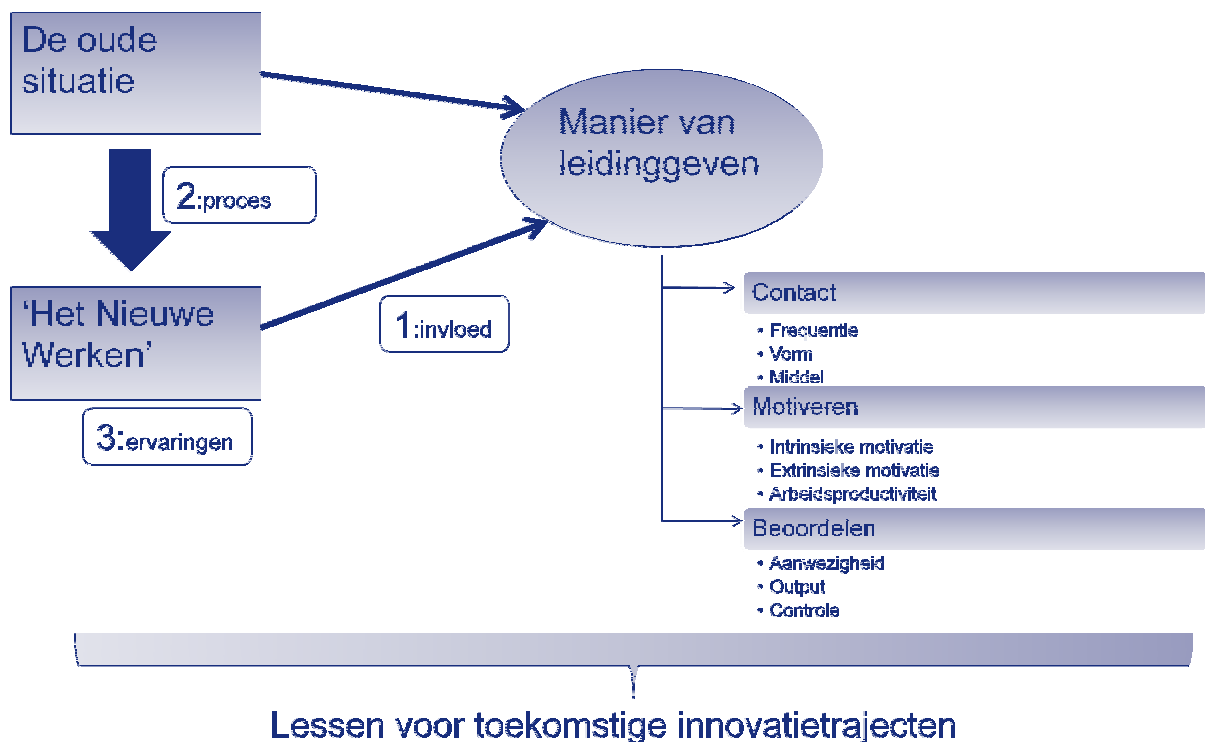 De oude
situatie
Manier van
leidinggeven
2:proces
'Het Nieuwe
Werken'
1:invloed
3:ervaringen
Contact
• Frequentie
• Vorm
• Middel
Motiveren
• Intrinsieke motivatie
• Extrinsieke motivatie
• Arbeidsproductiviteit
Beoordelen
• Aanwezigheid
• Output
• Controle
Lessen voor toekomstige innovatietrajecten